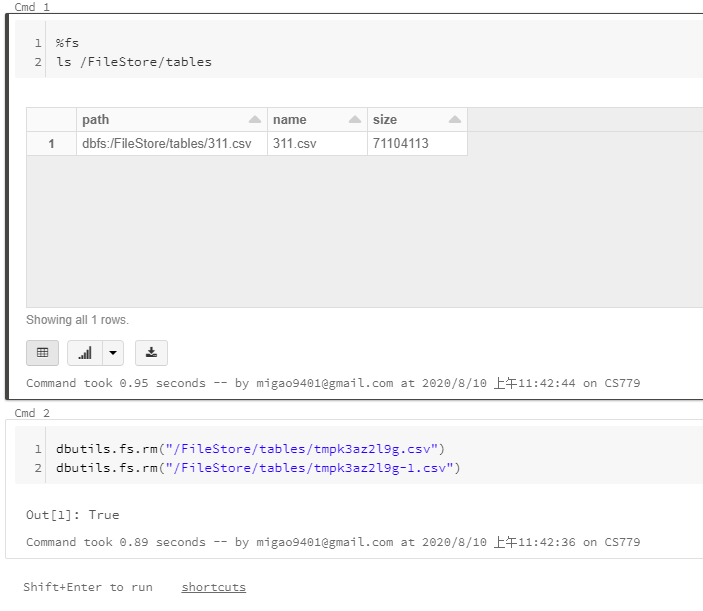 Cmd 1
1 %fs
2 ls /FileStore/tables
path name size
1 dbfs:/FileStore/tables/311.csv 311.csv 71104113
Showing all 1 rows.
Command took 0.95 seconds -- by migao9401@gmail.com at 2020/8/10 上午11:42:44 on CS779
Cmd 2
1 dbutils.fs.rm("/FileStore/tables/tmpk3az2l9g.csv")
2 dbutils.fs.rm("/FileStore/tables/tmpk3az2l9g-1.csv")
Out[1]: True
Command took 0.89 seconds -- by migao9401@gmail.com at 2020/8/10 上午11:42:36 on CS779
Shift+Enter to run shortcuts